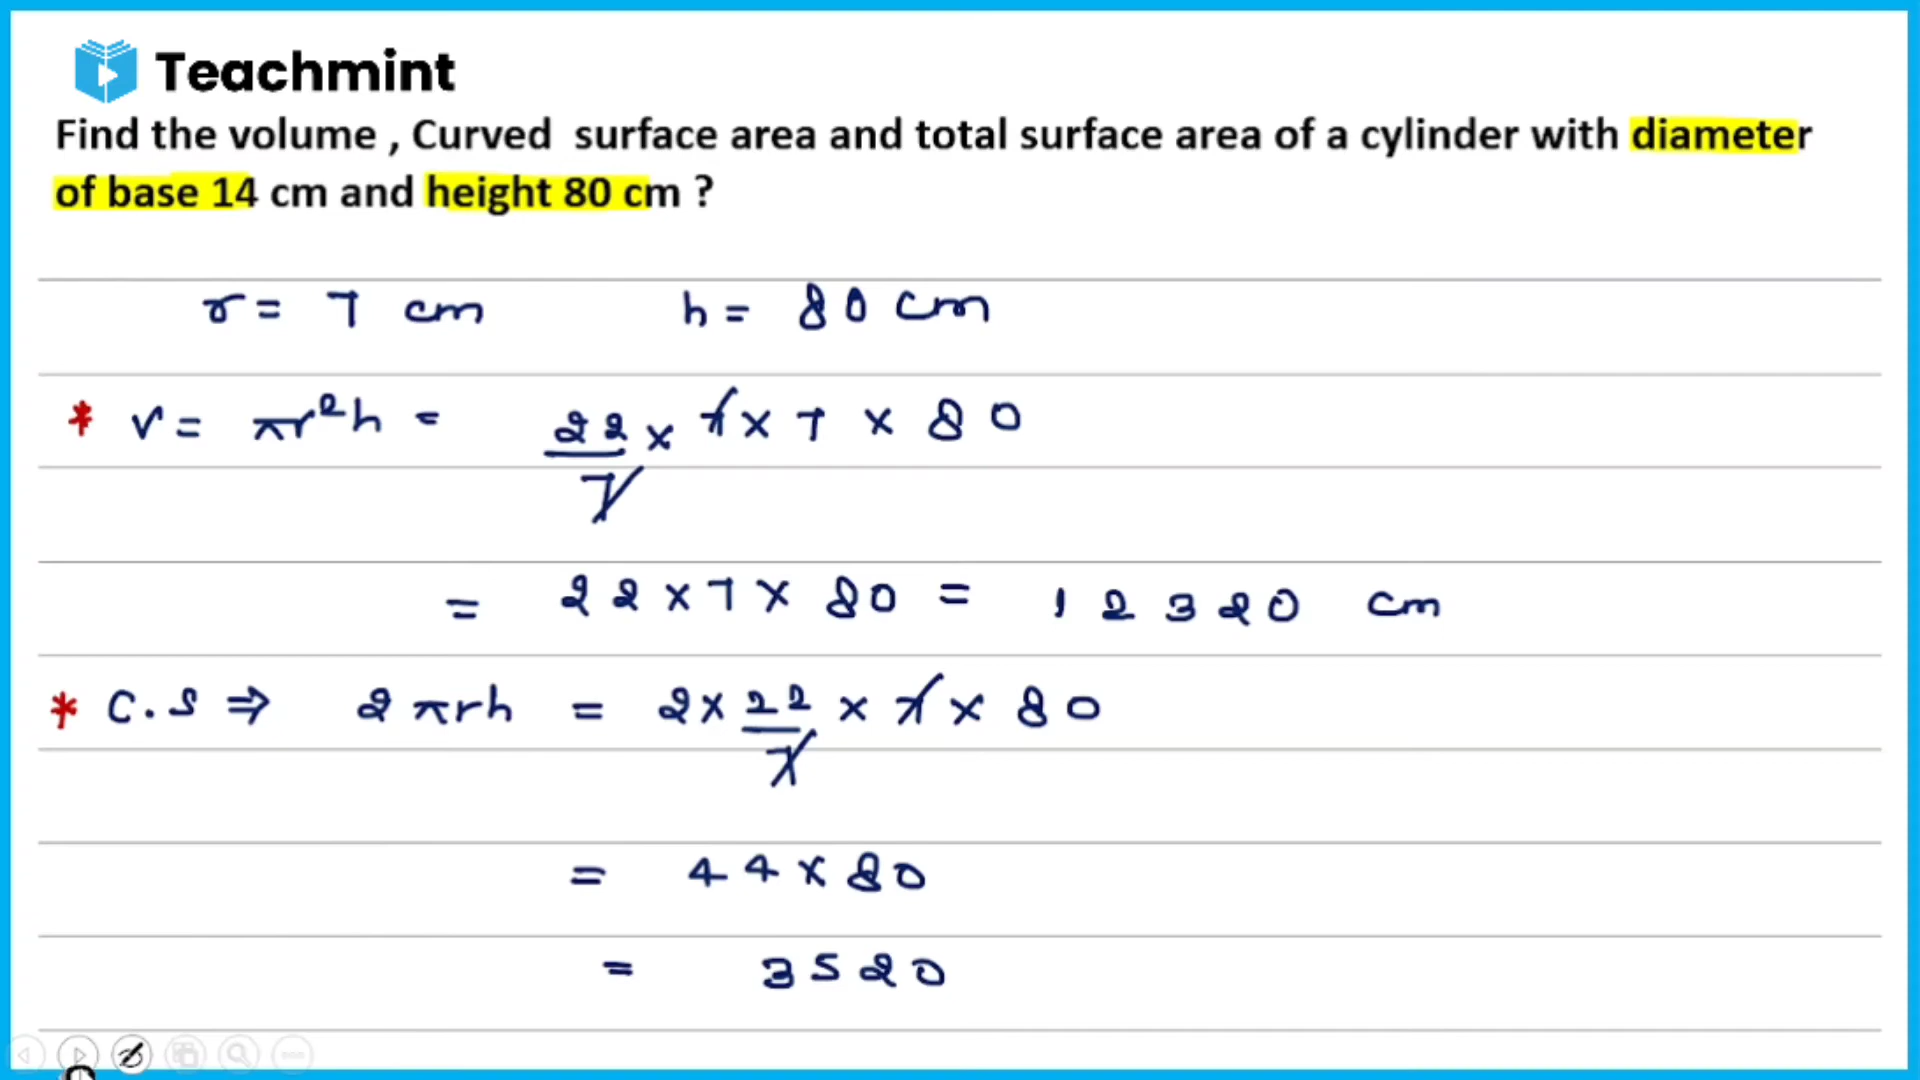 Teachmint
Find the volume , Curved surface area and total surface area of a cylinder with diameter
of base 14 cm and height 80 cm ?
r = 7 cm h = 80 cm
* V = πr²h = 22/7 × 7 × 7 × 80
= 22 × 7 × 80 = 12320 cm
* C.S ⇒ 2πrh = 2 × 22/7 × 7 × 80
= 44 × 80
= 3520